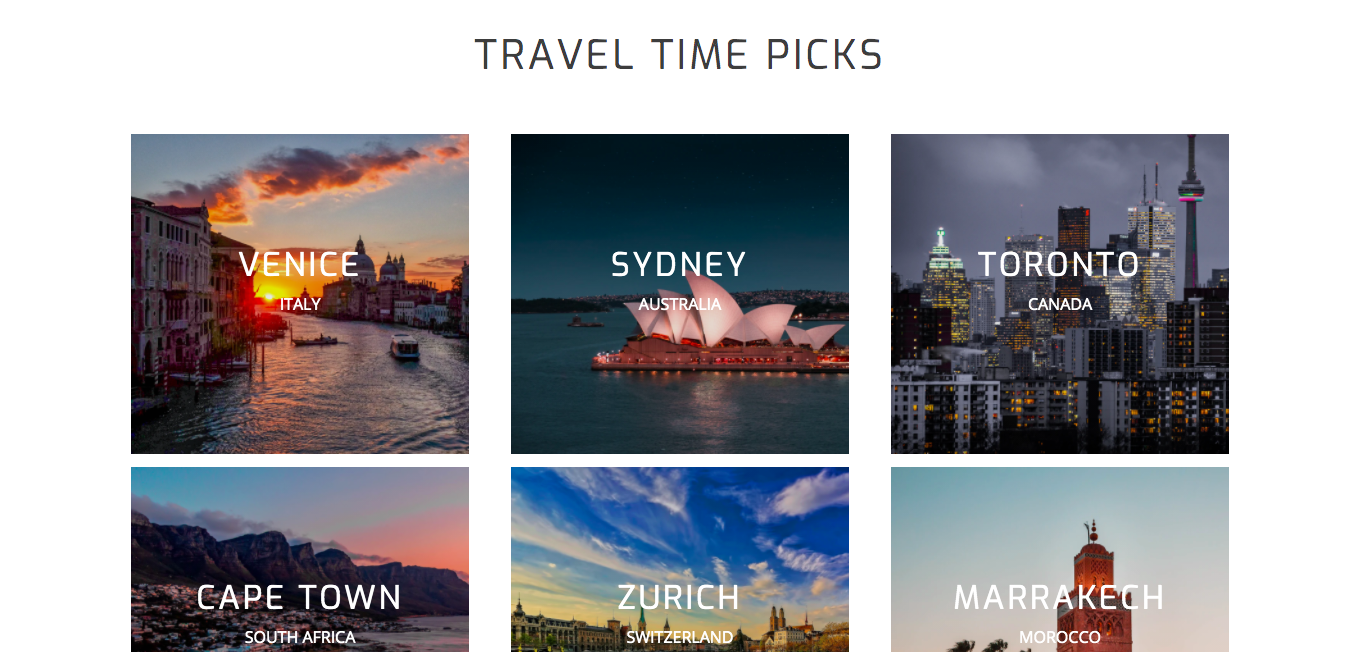 TRAVEL TIME PICKS
VENICE
ITALY
SYDNEY
AUSTRALIA
TORONTO
CANADA
CAPE TOWN
SOUTH AFRICA
ZURICH
SWITZERLAND
MARRAKECH
MOROCCO